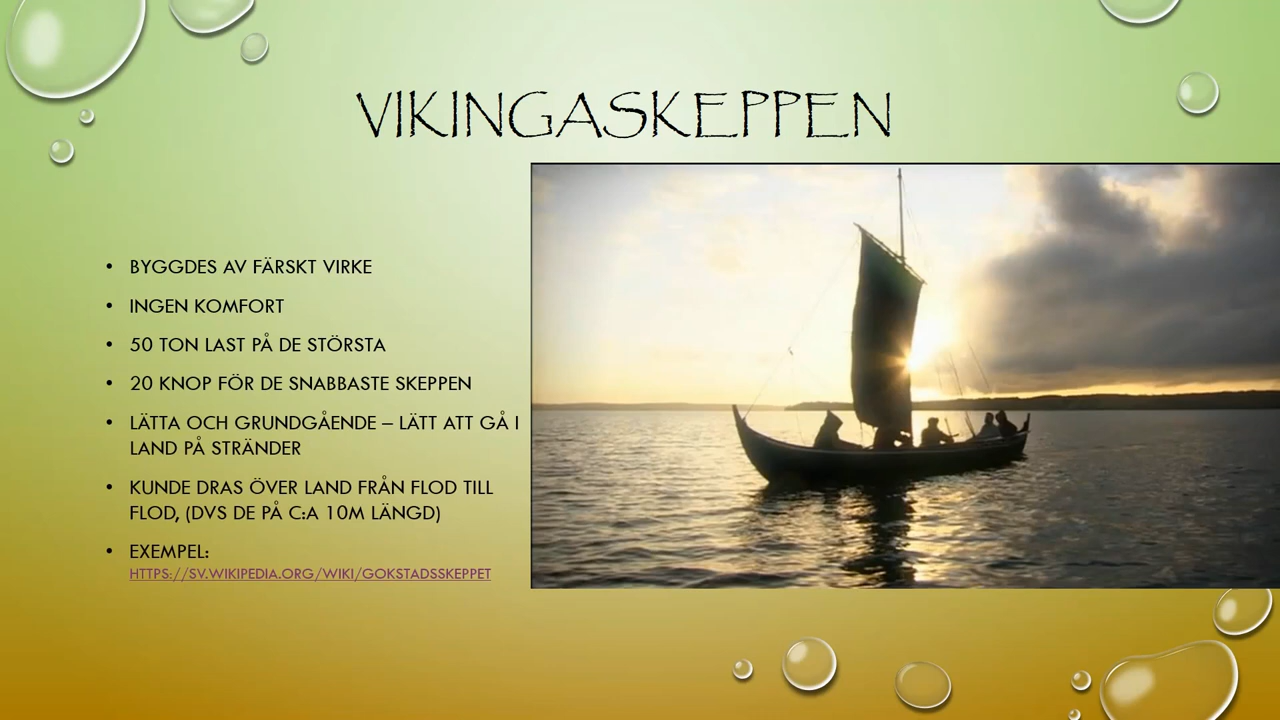 VIKINGASKEPPEN
• BYGGDES AV FÄRSKT VIRKE
• INGEN KOMFORT
• 50 TON LAST PÅ DE STÖRSTA
• 20 KNOP FÖR DE SNABBASTE SKEPPEN
• LÄTTA OCH GRUNDGÅENDE – LÄTT ATT GÅ I
LAND PÅ STRÄNDER
• KUNDE DRAS ÖVER LAND FRÅN FLOD TILL
FLOD, (DVS DE PÅ C:A 10M LÄNGD)
• EXEMPEL:
HTTPS://SV.WIKIPEDIA.ORG/WIKI/GOKSTADSSKEPPET